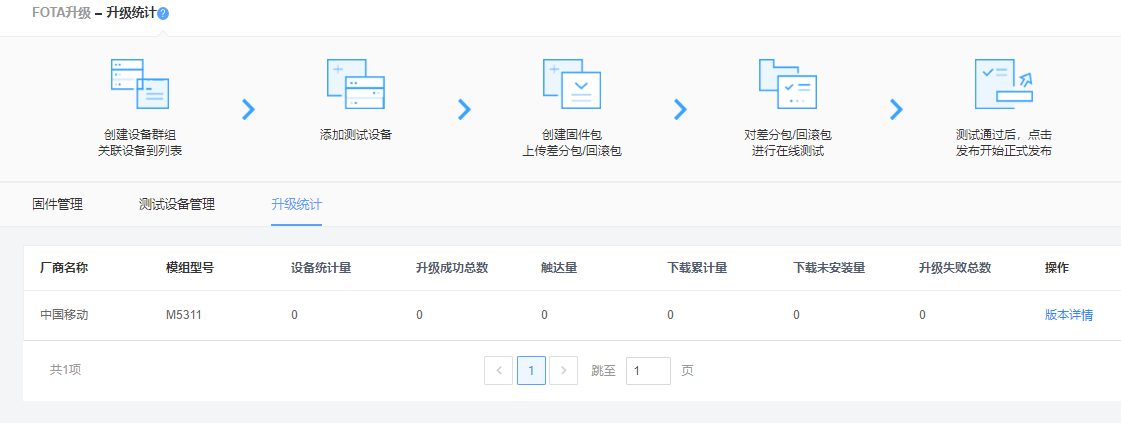 FOTA升级 – 升级统计?
创建设备群组
关联设备到列表
添加测试设备
创建固件包
上传差分包/回滚包
对差分包/回滚包
进行在线测试
测试通过后，点击
发布开始正式发布
固件管理 测试设备管理 升级统计
厂商名称 模组型号 设备统计量 升级成功总数 触达量 下载累计量 下载未安装量 升级失败总数 操作
中国移动 M5311 0 0 0 0 0 0 版本详情
共1项 < 1 > 跳至 1 页